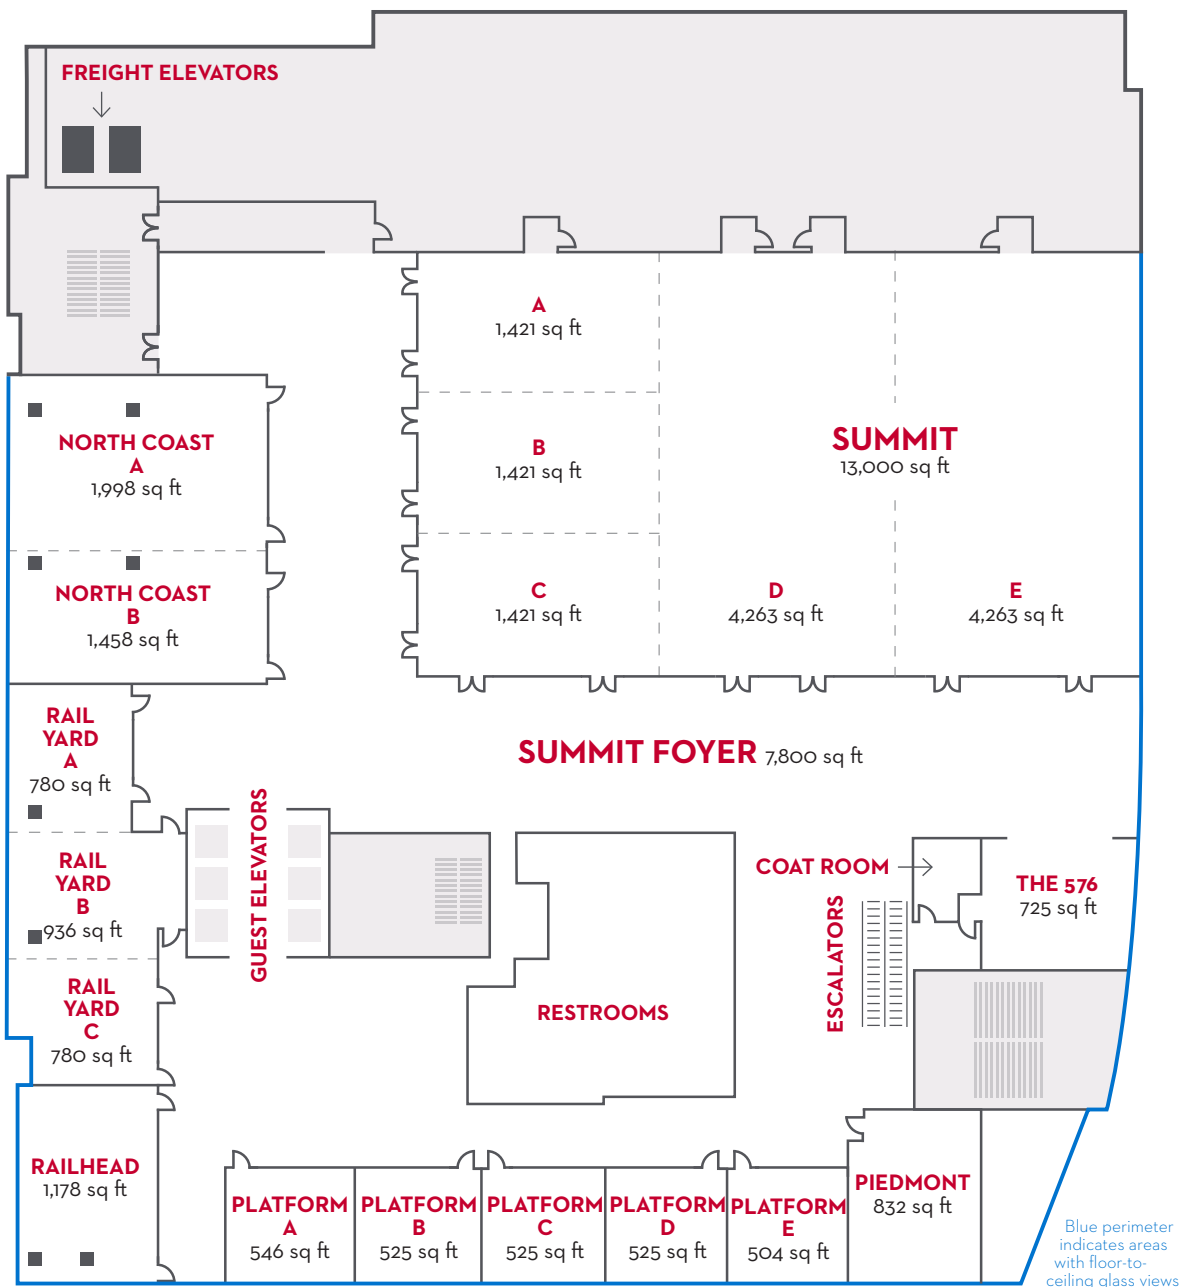 FREIGHT ELEVATORS
A
1,421 sq ft
B
1,421 sq ft
C
1,421 sq ft
SUMMIT
13,000 sq ft
D
4,263 sq ft
E
4,263 sq ft
NORTH COAST
A
1,998 sq ft
NORTH COAST
B
1,458 sq ft
RAIL
YARD
A
780 sq ft
SUMMIT FOYER 7,800 sq ft
RAIL
YARD
B
936 sq ft
GUEST ELEVATORS
COAT ROOM
THE 576
725 sq ft
ESCALATORS
RAIL
YARD
C
780 sq ft
RESTROOMS
RAILHEAD
1,178 sq ft
PLATFORM
A
546 sq ft
PLATFORM
B
525 sq ft
PLATFORM
C
525 sq ft
PLATFORM
D
525 sq ft
PLATFORM
E
504 sq ft
PIEDMONT
832 sq ft
Blue perimeter
indicates areas
with floor-to-
ceiling glass views